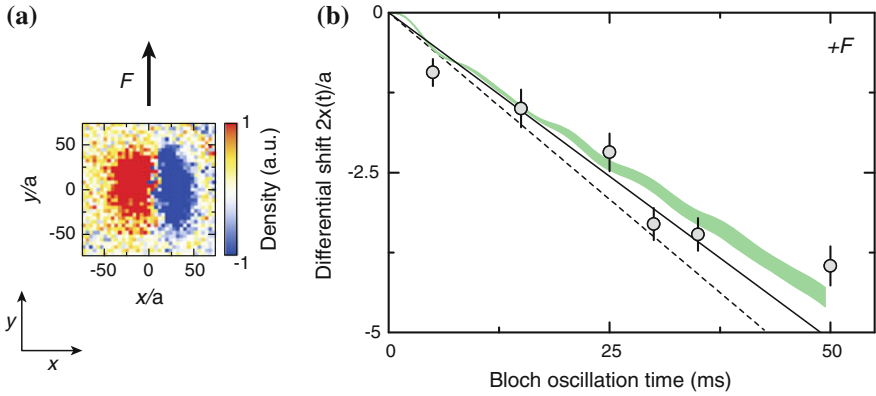 (a)
F
50
0
-50
y/a
-50 0 50
x/a
1
-1
Density (a.u.)
y
x
(b)
0
-2.5
-5
Differential shift 2x(t)/a
+F
0 25 50
Bloch oscillation time (ms)